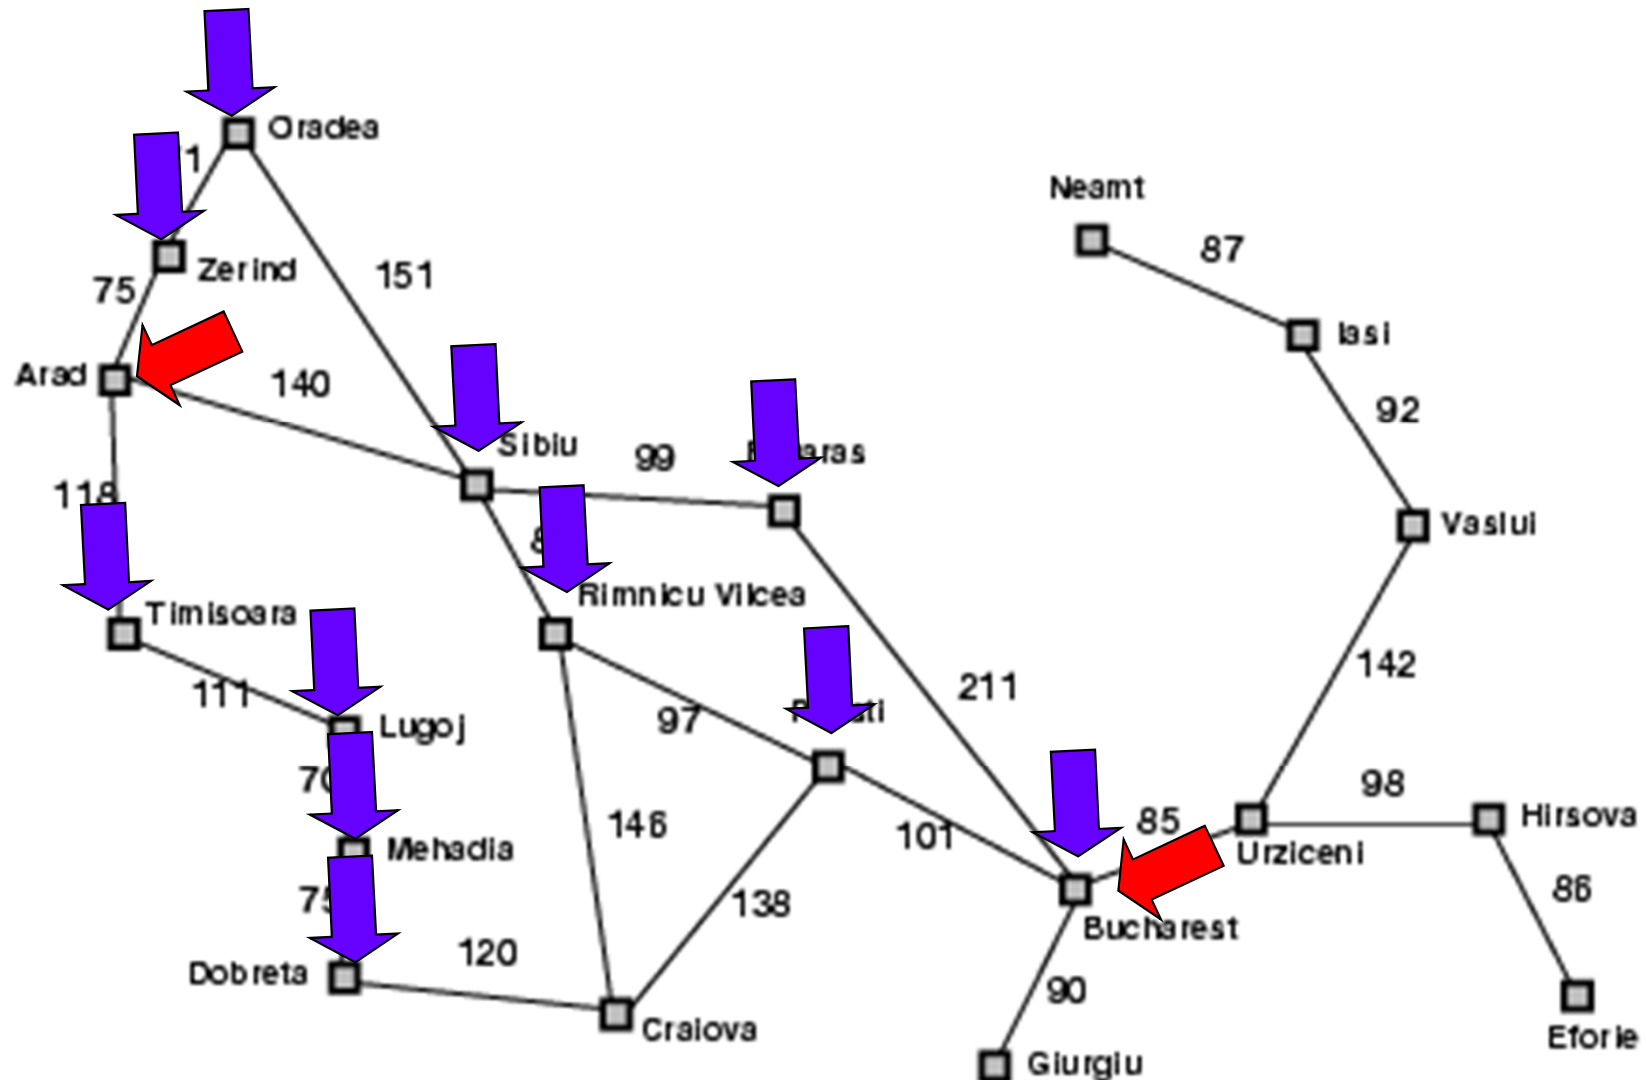 Oradea
Neamt
87
Zerind
151
75
Iasi
Arad
140
92
Sibiu
99
118
Vaslui
Rimnicu Vilcea
Timisoara
142
111
211
97
Lugoj
98
146
101
85
Hirsova
Mehadia
Urziceni
86
138
Bucharest
120
Dobreta
90
Craiova
Eforie
Giurgiu